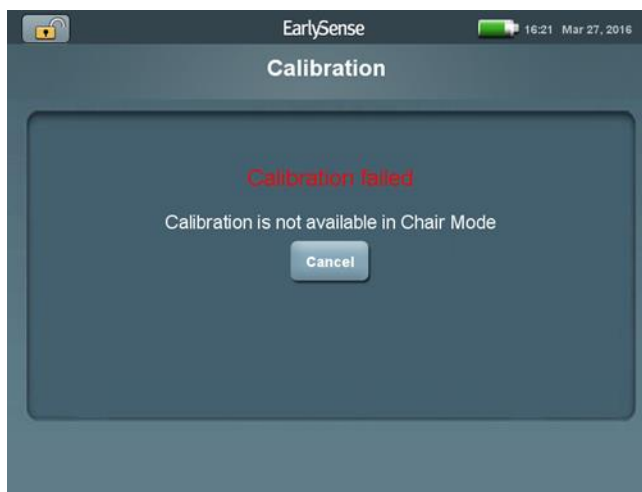 EarlySense
16:21 Mar 27, 2016
Calibration
Calibration failed
Calibration is not available in Chair Mode
Cancel